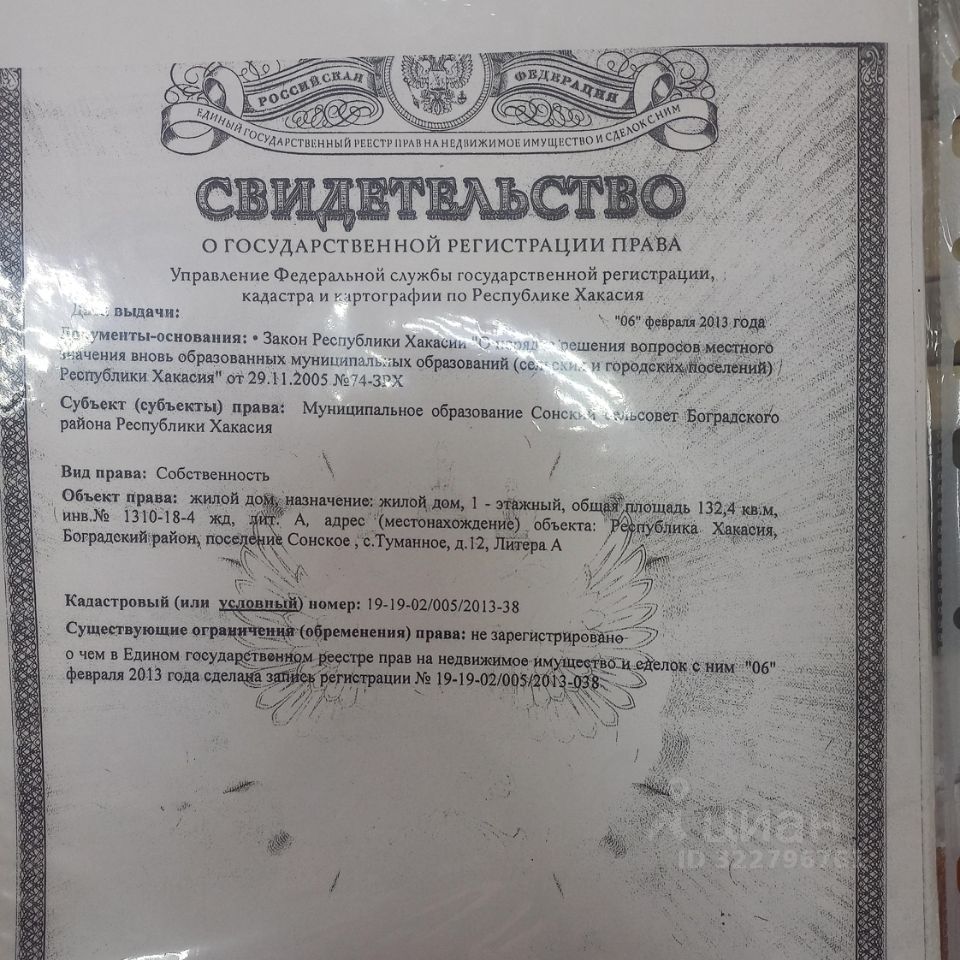 РОССИЙСКАЯ ФЕДЕРАЦИЯ
ЕДИНЫЙ ГОСУДАРСТВЕННЫЙ РЕЕСТР ПРАВ НА НЕДВИЖИМОЕ ИМУЩЕСТВО И СДЕЛОК С НИМ
СВИДЕТЕЛЬСТВО
О ГОСУДАРСТВЕННОЙ РЕГИСТРАЦИИ ПРАВА
Управление Федеральной службы государственной регистрации,
кадастра и картографии по Республике Хакасия
Дата выдачи:
"06" февраля 2013 года
Документы-основания: • Закон Республики Хакасии "О порядке решения вопросов местного
значения вновь образованных муниципальных образований (сельских и городских поселений)
Республики Хакасия" от 29.11.2005 №74-ЗРХ
Субъект (субъекты) права: Муниципальное образование Сонский сельсовет Боградского
района Республики Хакасия
Вид права: Собственность
Объект права: жилой дом, назначение: жилой дом, 1 - этажный, общая площадь 132,4 кв.м,
инв.№ 1310-18-4 жд, лит. А, адрес (местонахождение) объекта: Республика Хакасия,
Боградский район, поселение Сонское , с.Туманное, д.12, Литера А
Кадастровый (или условный) номер: 19-19-02/005/2013-38
Существующие ограничения (обременения) права: не зарегистрировано
о чем в Едином государственном реестре прав на недвижимое имущество и сделок с ним "06"
февраля 2013 года сделана запись регистрации № 19-19-02/005/2013-038
циан
ID